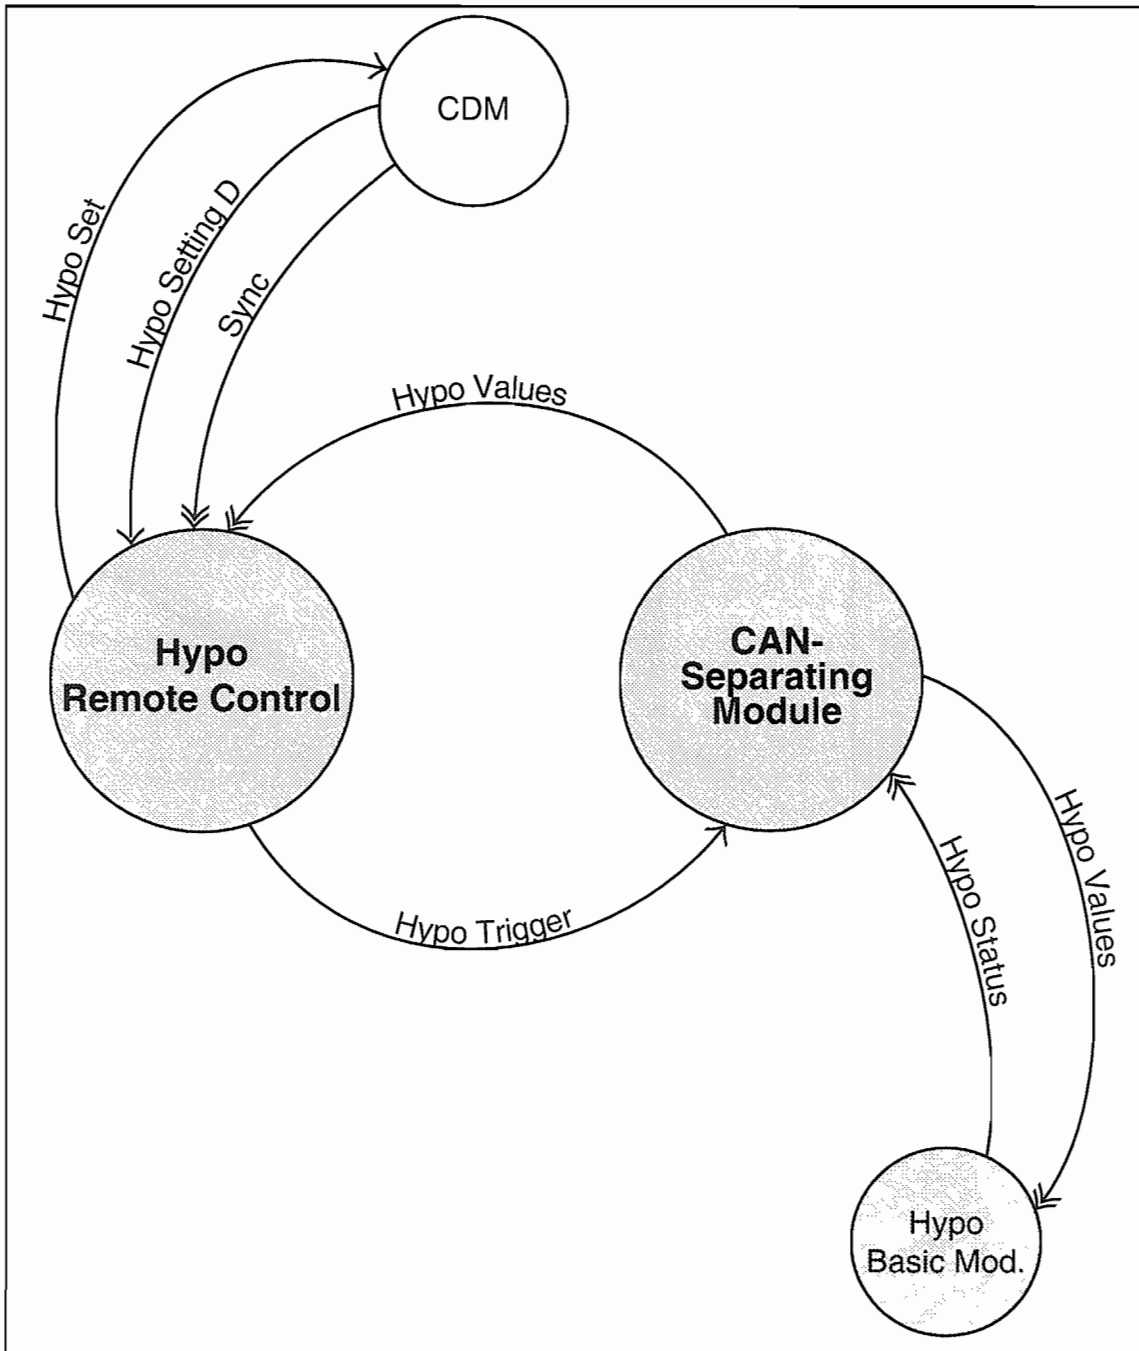 CDM
Hypo Set
Hypo Setting D
Sync
Hypo Values
Hypo
Remote Control
CAN-
Separating
Module
Hypo Values
Hypo Status
Hypo Trigger
Hypo
Basic Mod.